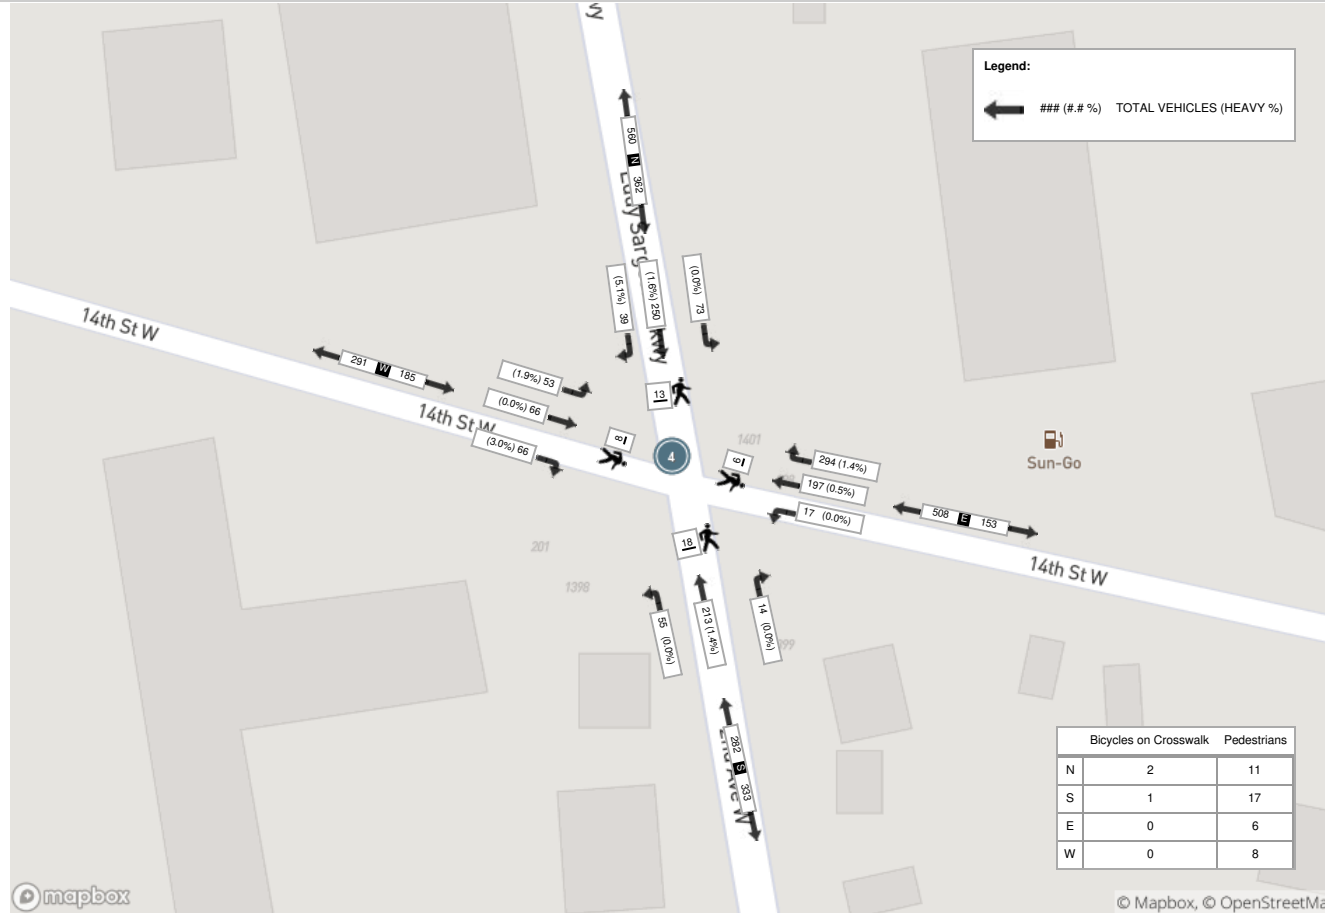 wy
Legend:
### (#.# %) TOTAL VEHICLES (HEAVY %)
560 N 362
(5.1%) 39
(1.6%) 250
(0.0%) 73
14th St W
291 W 185
(1.9%) 53
(0.0%) 66
(3.0%) 66
14th St W
13
8
4
6
1401
294 (1.4%)
197 (0.5%)
17 (0.0%)
508 E 153
Sun-Go
14th St W
18
201
1398
55 (0.0%)
213 (1.4%)
14 (0.0%)
282 S 333
2nd Ave W
Bicycles on Crosswalk Pedestrians
N 2 11
S 1 17
E 0 6
W 0 8
mapbox
© Mapbox, © OpenStreetMa